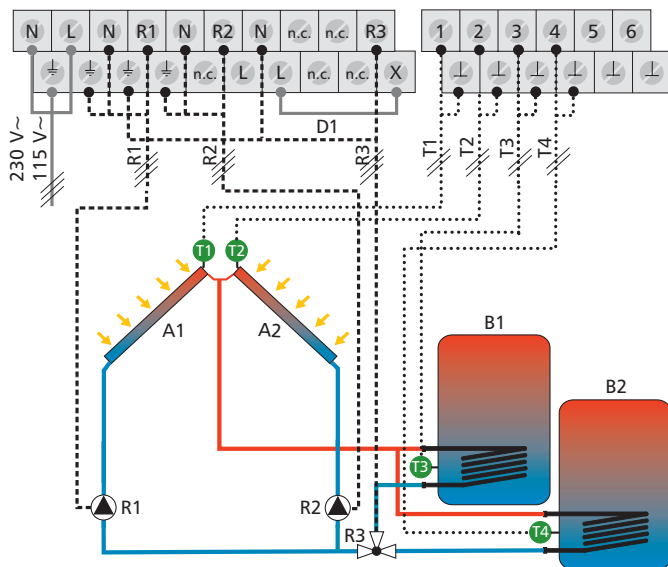 N L N R1 N R2 N n.c. n.c. R3
n.c. L L n.c. n.c. X
1 2 3 4 5 6
D1
230 V~
115 V~
R1
R2
R3
T1
T2
T3
T4
T1
T2
A1
A2
B1
B2
T3
R1
R2
R3
T4